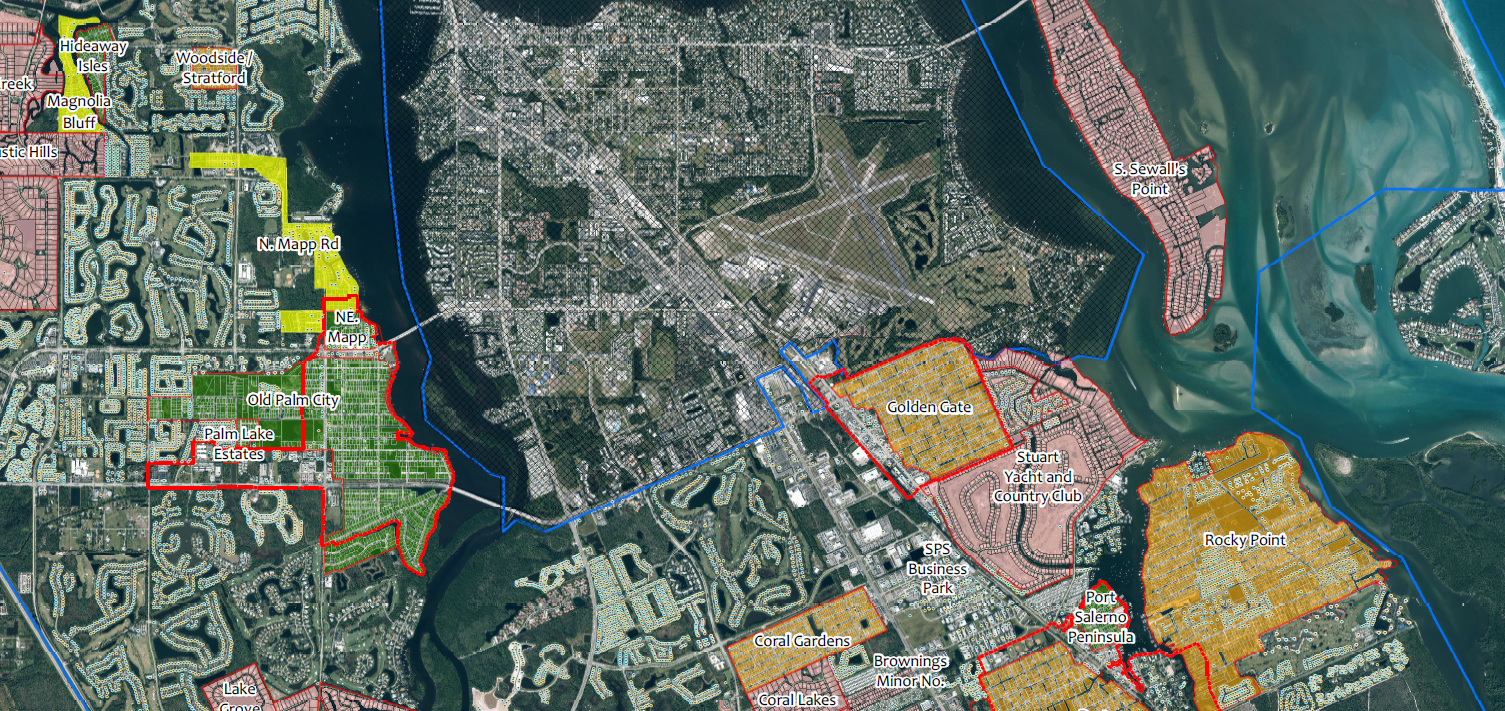 Hideaway
Isles
Woodside /
Stratford
reek
Magnolia
Bluff
stic Hills
S. Sewall's
Point
N. Mapp Rd
NE.
Mapp
Old Palm City
Golden Gate
Palm Lake
Estates
Stuart
Yacht and
Country Club
Rocky Point
SPS
Business
Park
Port
Salerno
Peninsula
Coral Gardens
Brownings
Minor No.
Lake
Grove
Coral Lakes